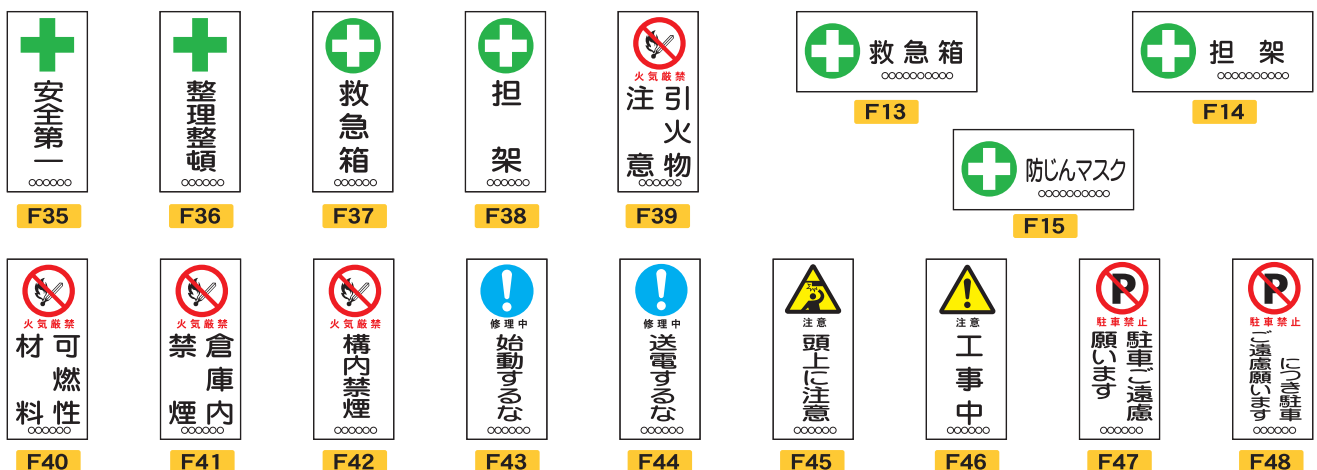 安全第一
○○○○○○
F35
整理整頓
○○○○○○
F36
救急箱
○○○○○○
F37
担架
○○○○○○
F38
火気厳禁
引火物
注意
○○○○○○
F39
救急箱
○○○○○○○○○○
F13
担架
○○○○○○○○○○
F14
防じんマスク
○○○○○○○○○○
F15
火気厳禁
可燃性
材料
○○○○○○
F40
火気厳禁
倉庫内
禁煙
○○○○○○
F41
火気厳禁
構内禁煙
○○○○○○
F42
修理中
始動するな
○○○○○○
F43
修理中
送電するな
○○○○○○
F44
注意
頭上に注意
○○○○○○
F45
注意
工事中
○○○○○○
F46
P
駐車禁止
駐車ご遠慮
願います
○○○○○○
F47
P
駐車禁止
につき駐車
ご遠慮願います
○○○○○○
F48